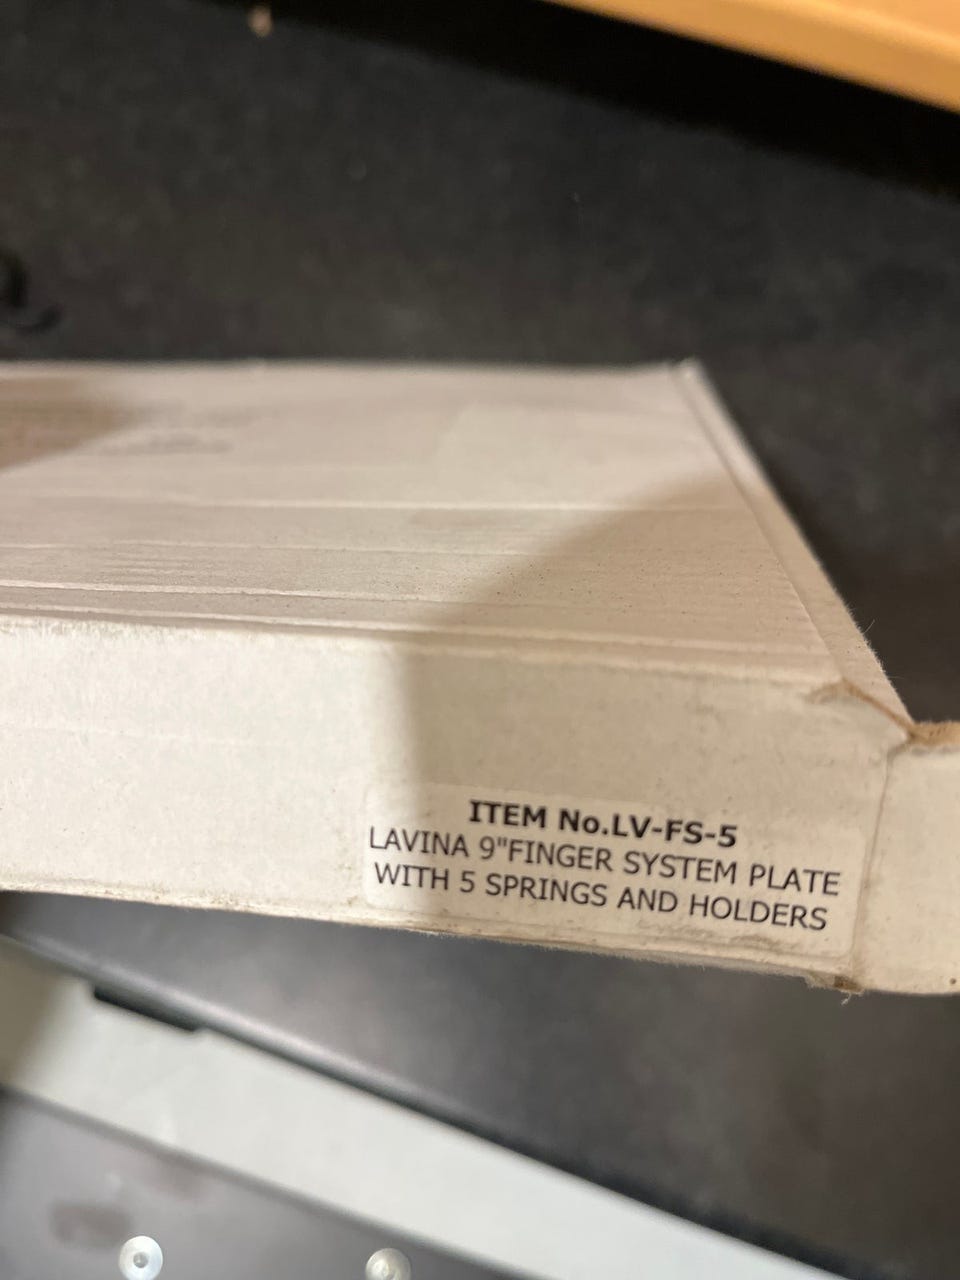 ITEM No.LV-FS-5
LAVINA 9"FINGER SYSTEM PLATE
WITH 5 SPRINGS AND HOLDERS